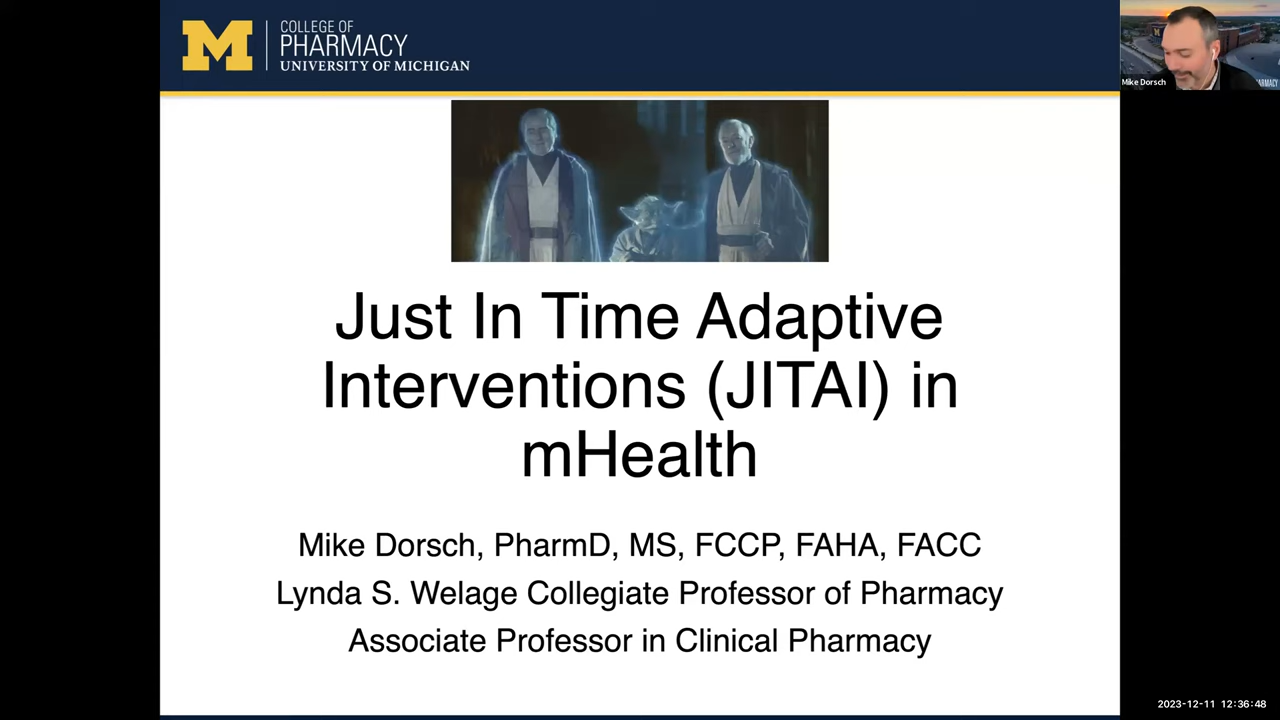 M
COLLEGE OF
PHARMACY
UNIVERSITY OF MICHIGAN
Mike Dorsch
Just In Time Adaptive
Interventions (JITAI) in
mHealth
Mike Dorsch, PharmD, MS, FCCP, FAHA, FACC
Lynda S. Welage Collegiate Professor of Pharmacy
Associate Professor in Clinical Pharmacy
2023-12-11 12:36:48